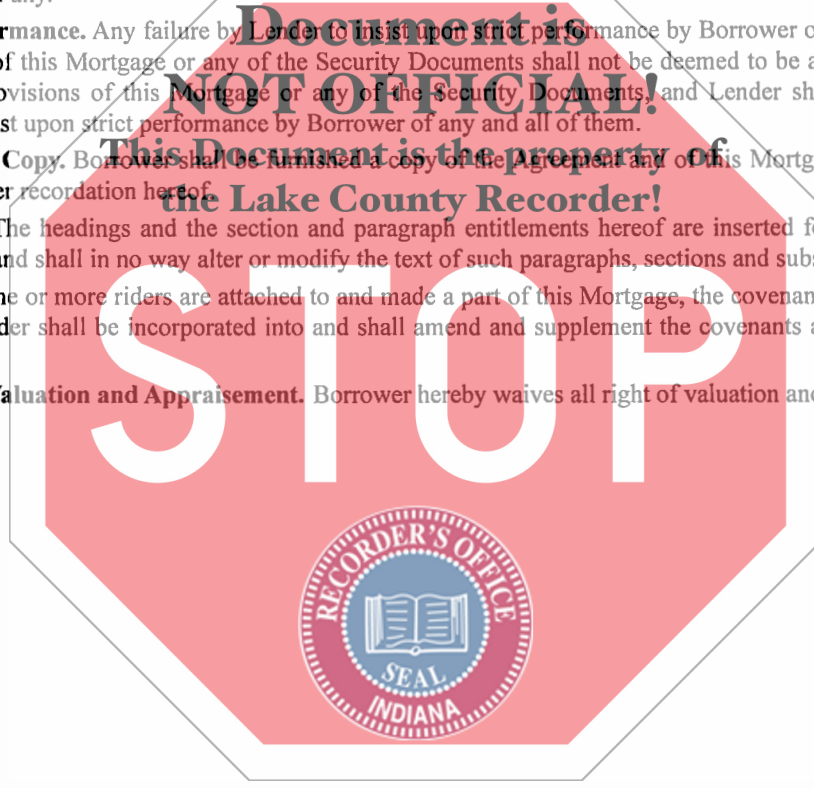 any.
Document is
rmance. Any failure by Lender to insist upon strict performance by Borrower o
of this Mortgage or any of the Security Documents shall not be deemed to be a
ovisions of this Mortgage or any of the Security Documents, and Lender sh
NOT OFFICIAL!
st upon strict performance by Borrower of any and all of them.
This Document is the property of
Copy. Borrower shall be furnished a copy of the Agreement and of this Mortg
er recordation hereof.
the Lake County Recorder!
The headings and the section and paragraph entitlements hereof are inserted f
nd shall in no way alter or modify the text of such paragraphs, sections and sub
ne or more riders are attached to and made a part of this Mortgage, the covenan
der shall be incorporated into and shall amend and supplement the covenants a
STOP
aluation and Appraisement. Borrower hereby waives all right of valuation and
RECORDER'S OFFICE
SEAL
INDIANA